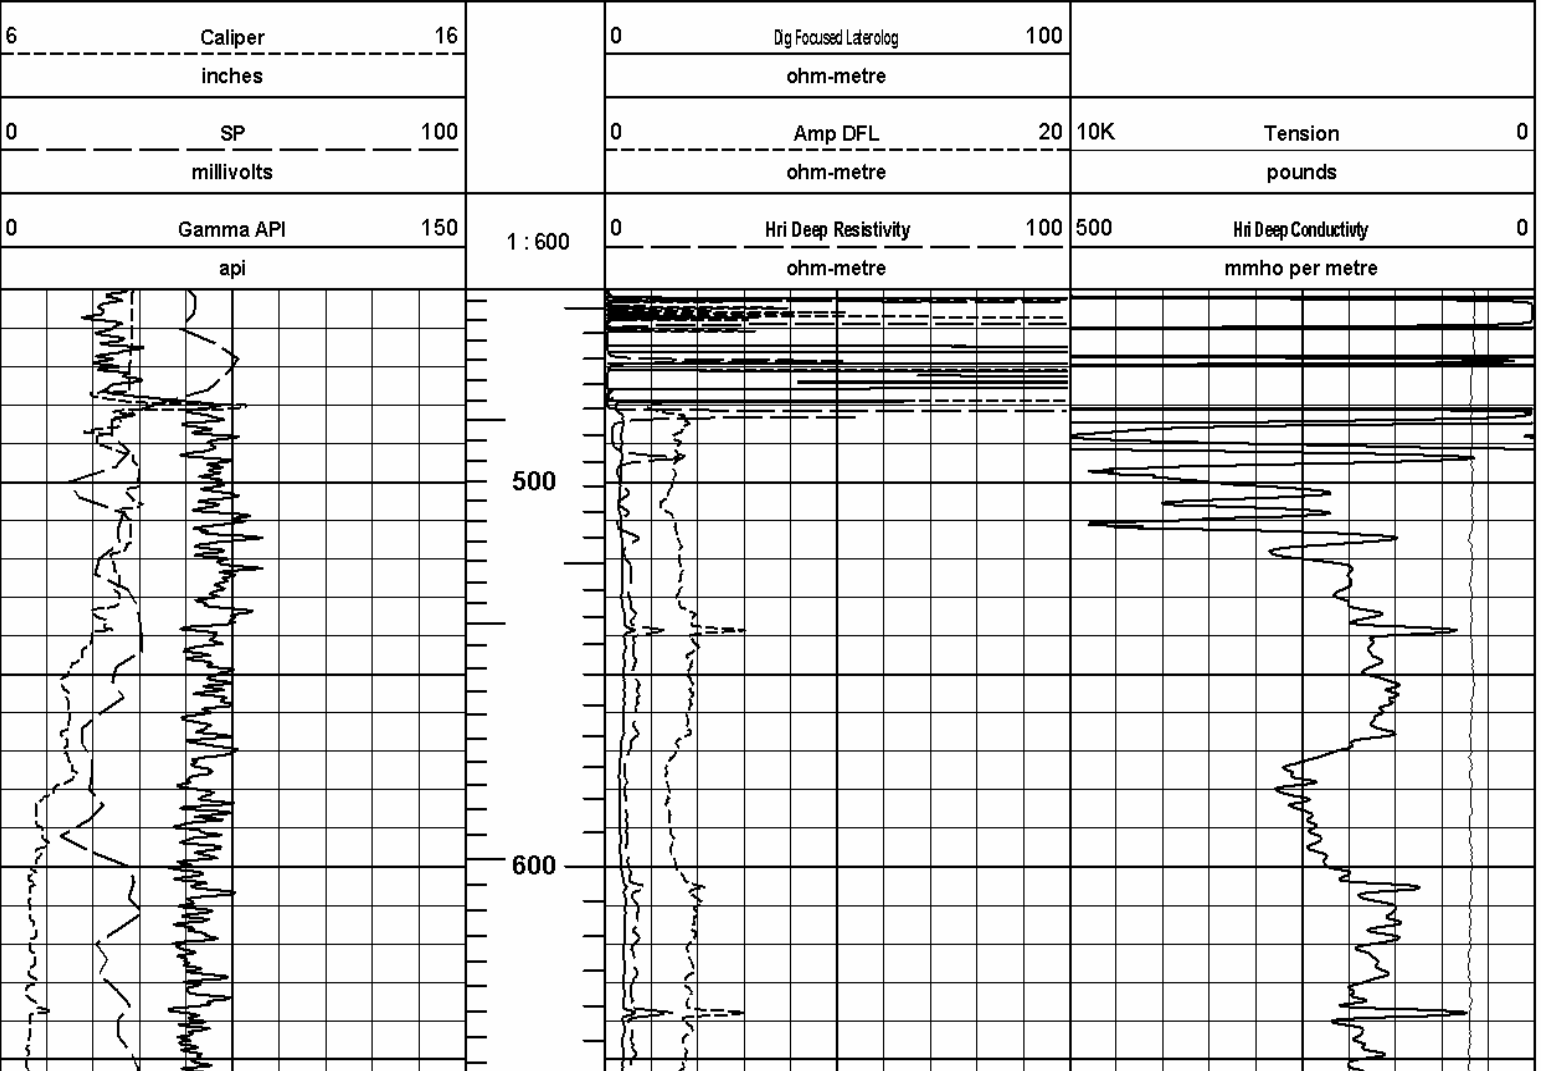 6 Caliper 16
inches
0 SP 100
millivolts
0 Gamma API 150
api
1 : 600
0 Dig Focused Laterolog 100
ohm-metre
0 Amp DFL 20
ohm-metre
0 Hri Deep Resistivity 100
ohm-metre
10K Tension 0
pounds
500 Hri Deep Conductivty 0
mmho per metre
500
600